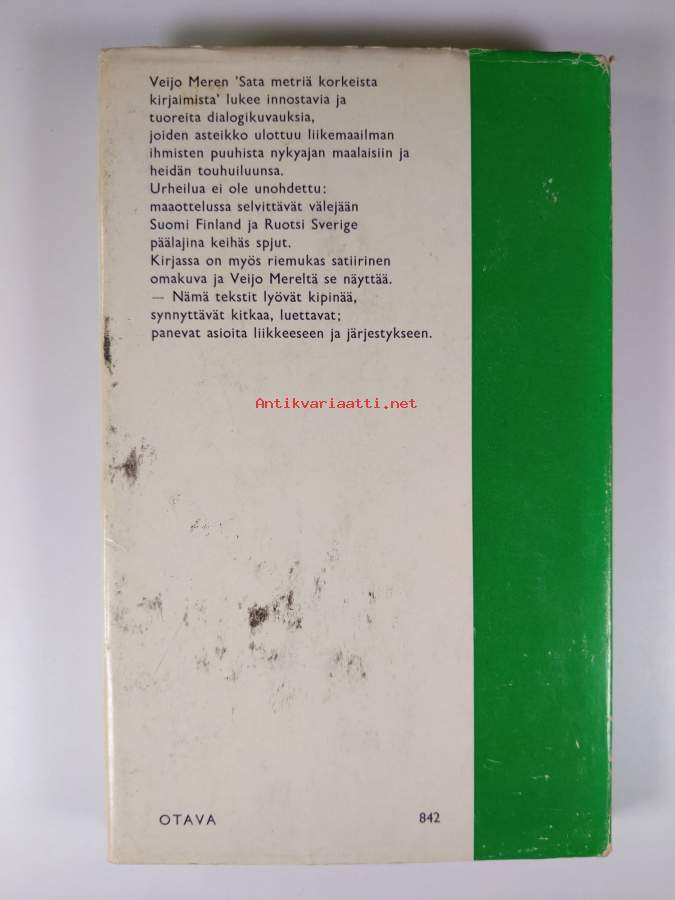 Veijo Meren 'Sata metriä korkeista
kirjaimista' lukee innostavia ja
tuoreita dialogikuvauksia,
joiden asteikko ulottuu liikemaailman
ihmisten puuhista nykyajan maalaisiin ja
heidän touhuiluunsa.
Urheilua ei ole unohdettu:
maaottelussa selvittävät välejään
Suomi Finland ja Ruotsi Sverige
päälajina keihäs spjut.
Kirjassa on myös riemukas satiirinen
omakuva ja Veijo Mereltä se näyttää.
— Nämä tekstit lyövät kipinää,
synnyttävät kitkaa, luettavat;
panevat asioita liikkeeseen ja järjestykseen.
Antikvariaatti.net
OTAVA 842